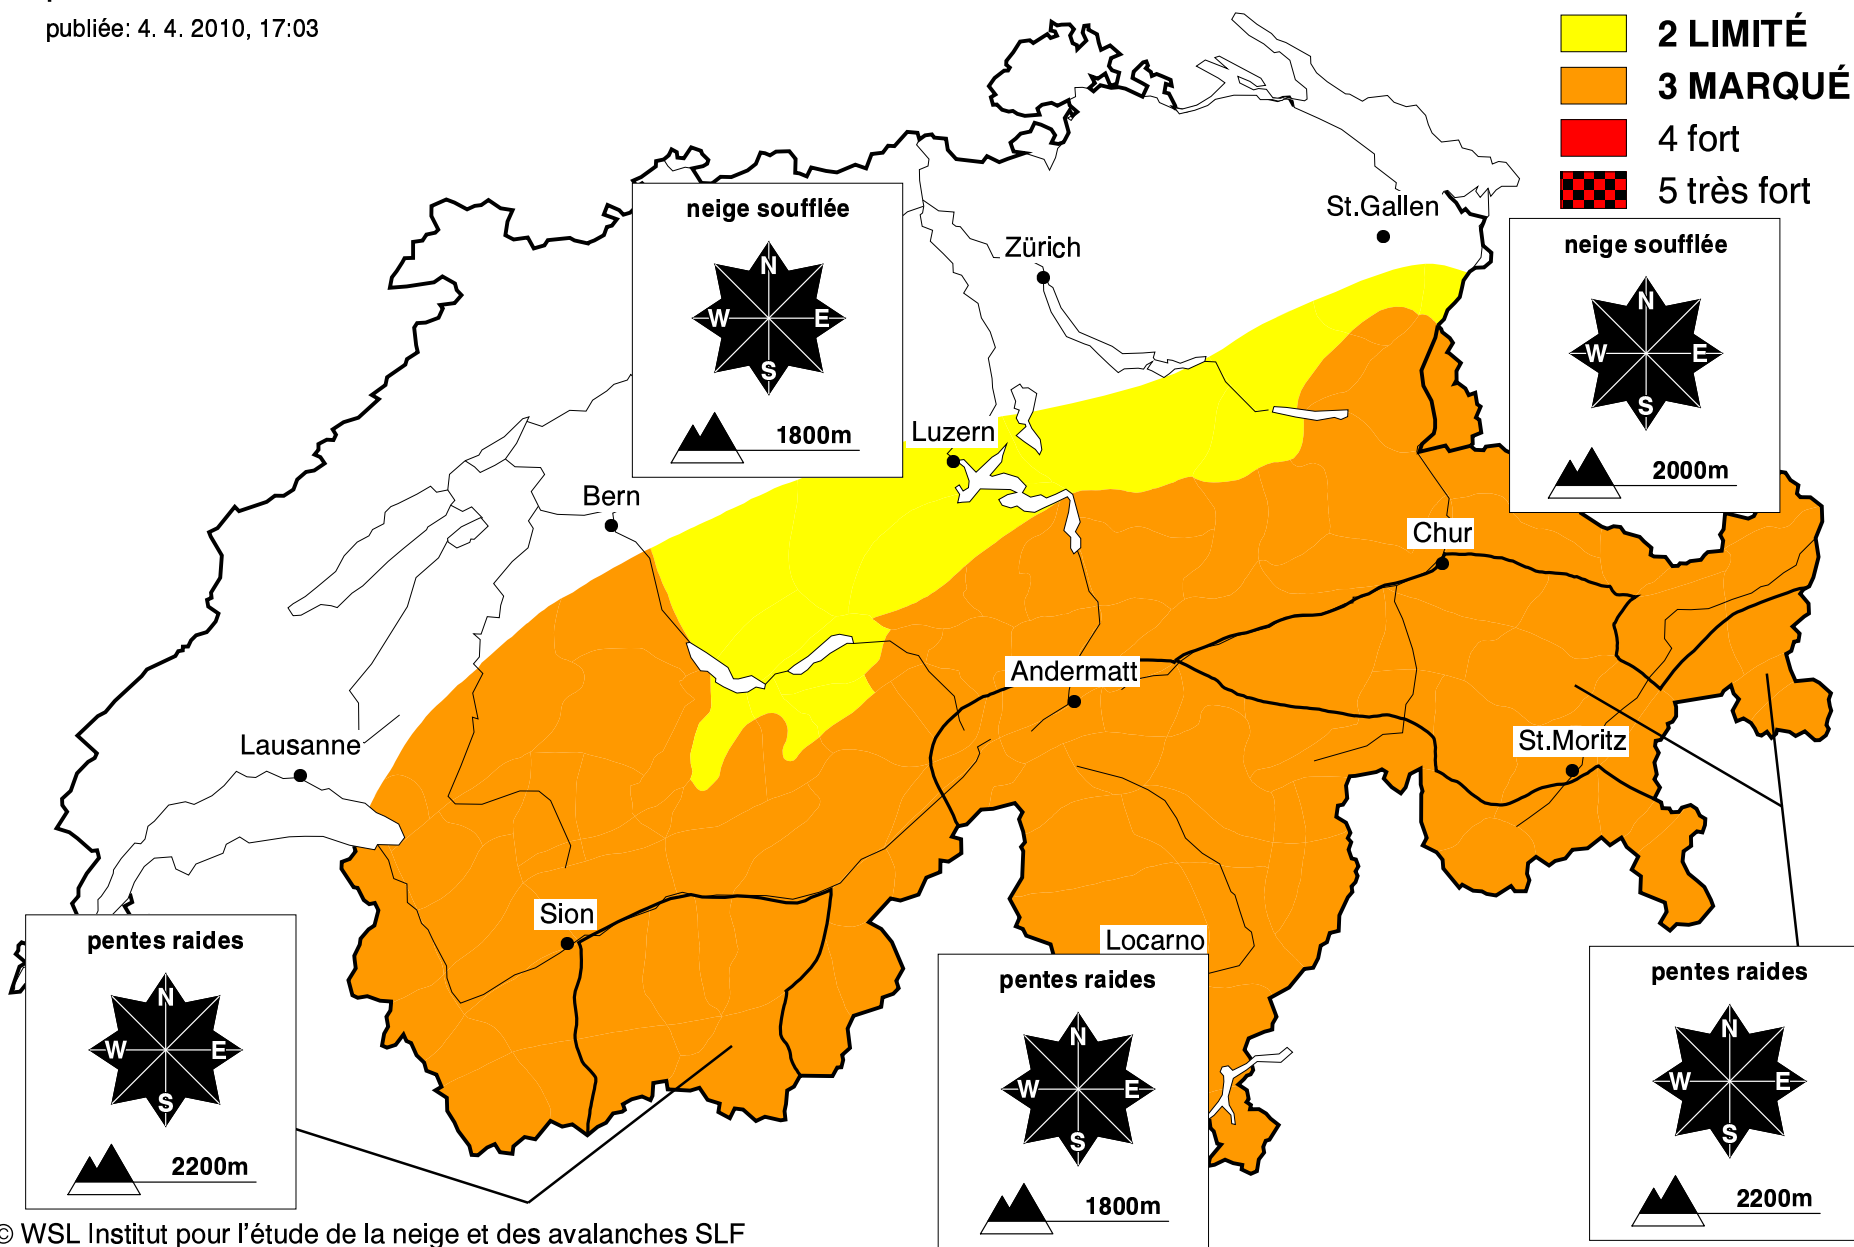 publiée: 4. 4. 2010, 17:03
2 LIMITÉ
3 MARQUÉ
4 fort
5 très fort
neige soufflée
N
W E
S
1800m
neige soufflée
N
W E
S
2000m
St.Gallen
Zürich
Luzern
Bern
Chur
Andermatt
St.Moritz
Lausanne
Sion
Locarno
pentes raides
N
W E
S
2200m
pentes raides
N
W E
S
1800m
pentes raides
N
W E
S
2200m
© WSL Institut pour l'étude de la neige et des avalanches SLF